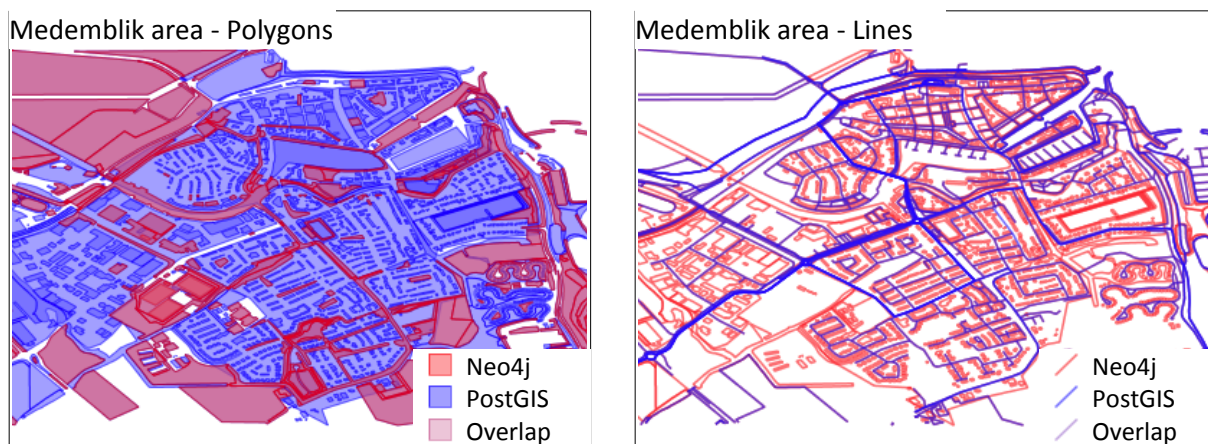 Medemblik area - Polygons
Neo4j
PostGIS
Overlap
Medemblik area - Lines
Neo4j
PostGIS
Overlap